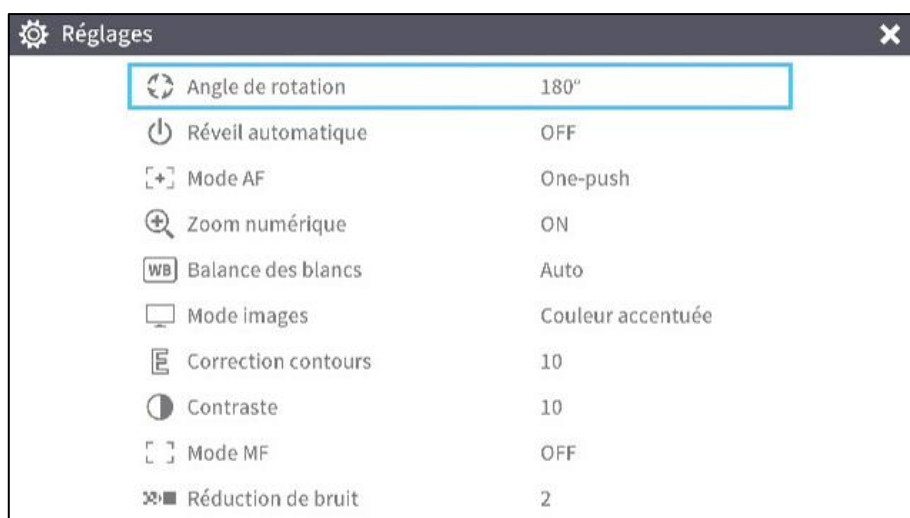 Réglages
Angle de rotation 180°
Réveil automatique OFF
Mode AF One-push
Zoom numérique ON
WB Balance des blancs Auto
Mode images Couleur accentuée
Correction contours 10
Contraste 10
Mode MF OFF
Réduction de bruit 2